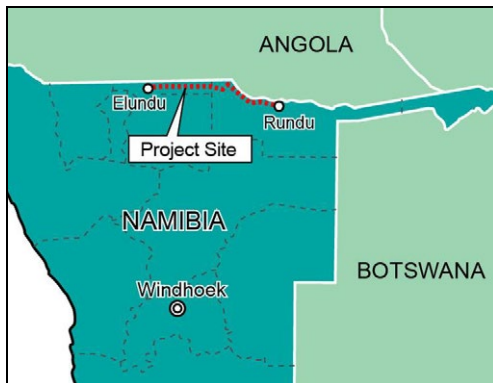 ANGOLA
Elundu
Rundu
Project Site
NAMIBIA
BOTSWANA
Windhoek